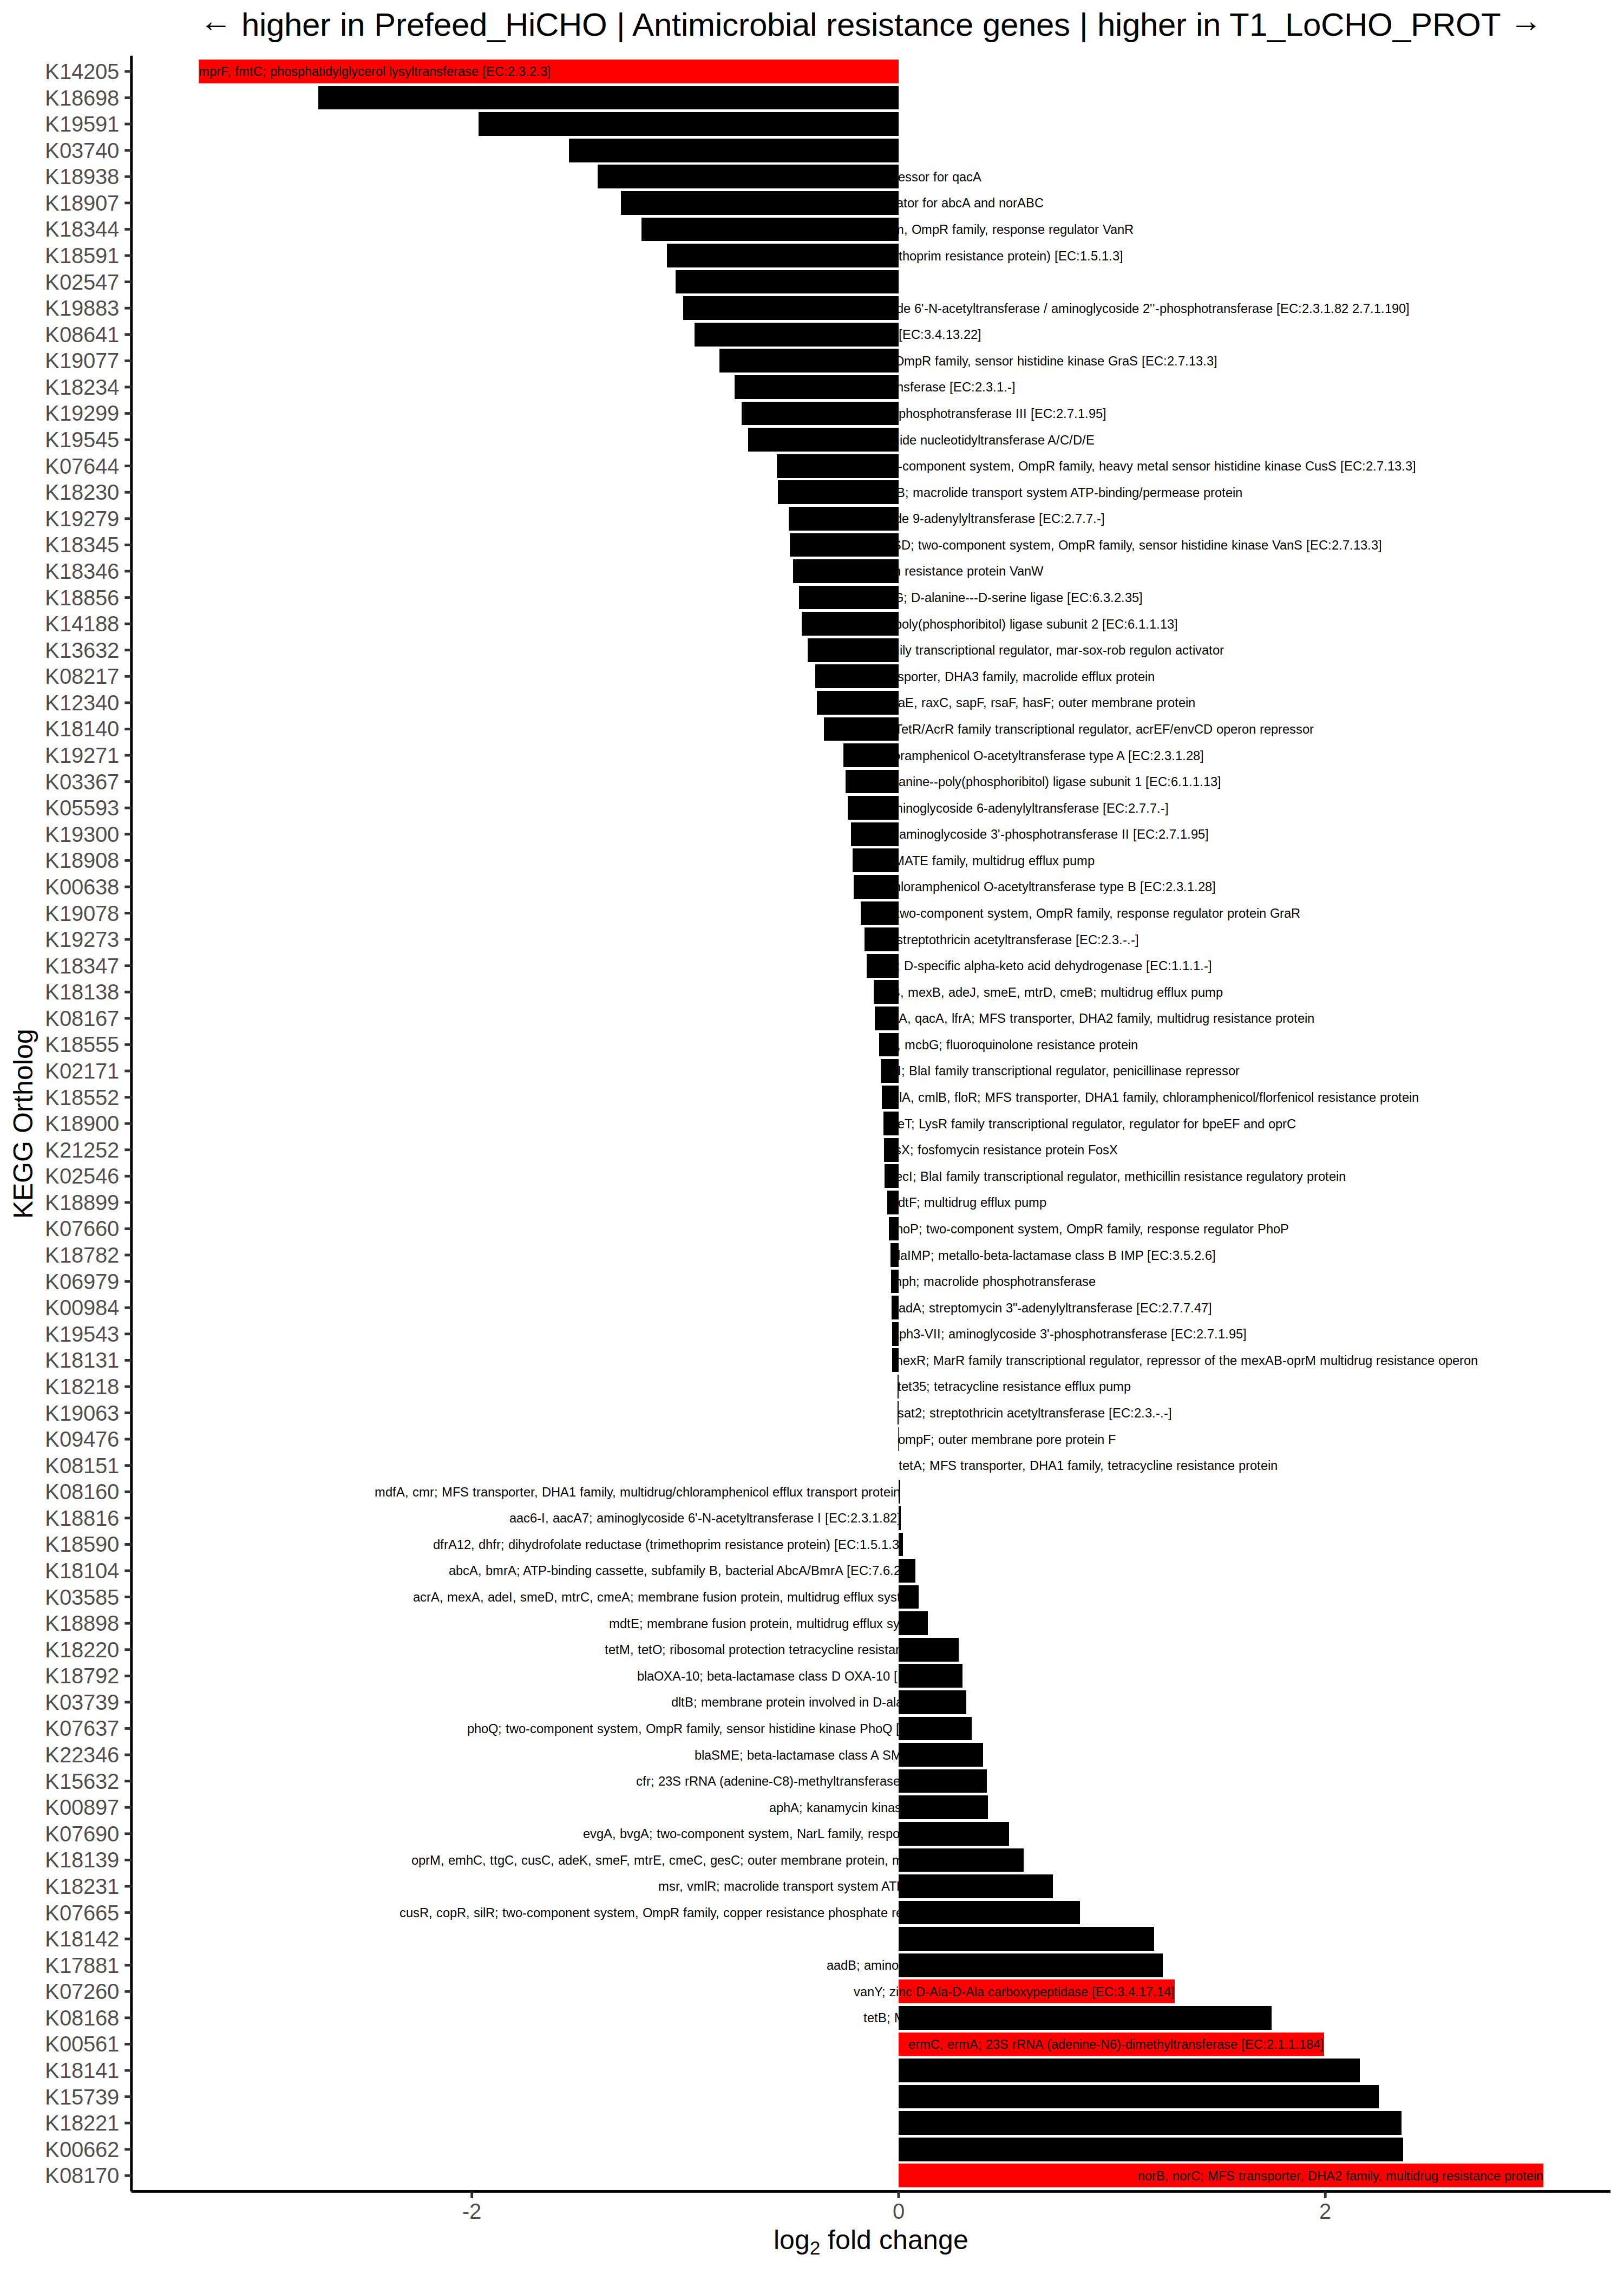 ← higher in Prefeed_HiCHO | Antimicrobial resistance genes | higher in T1_LoCHO_PROT →
KEGG Ortholog
K14205 mprF, fmtC; phosphatidylglycerol lysyltransferase [EC:2.3.2.3]
K18698
K19591
K03740
K18938 essor for qacA
K18907 ator for abcA and norABC
K18344 OmpR family, response regulator VanR
K18591 thoprim resistance protein) [EC:1.5.1.3]
K02547
K19883 de 6'-N-acetyltransferase / aminoglycoside 2''-phosphotransferase [EC:2.3.1.82 2.7.1.190]
K08641 [EC:3.4.13.22]
K19077 OmpR family, sensor histidine kinase GraS [EC:2.7.13.3]
K18234 nsferase [EC:2.3.1.-]
K19299 phosphotransferase III [EC:2.7.1.95]
K19545 ide nucleotidyltransferase A/C/D/E
K07644 -component system, OmpR family, heavy metal sensor histidine kinase CusS [EC:2.7.13.3]
K18230 B; macrolide transport system ATP-binding/permease protein
K19279 de 9-adenylyltransferase [EC:2.7.7.-]
K18345 SD; two-component system, OmpR family, sensor histidine kinase VanS [EC:2.7.13.3]
K18346 resistance protein VanW
K18856 G; D-alanine---D-serine ligase [EC:6.3.2.35]
K14188 poly(phosphoribitol) ligase subunit 2 [EC:6.1.1.13]
K13632 ily transcriptional regulator, mar-sox-rob regulon activator
K08217 sporter, DHA3 family, macrolide efflux protein
K12340 aE, raxC, sapF, rsaF, hasF; outer membrane protein
K18140 TetR/AcrR family transcriptional regulator, acrEF/envCD operon repressor
K19271 oramphenicol O-acetyltransferase type A [EC:2.3.1.28]
K03367 anine--poly(phosphoribitol) ligase subunit 1 [EC:6.1.1.13]
K05593 minoglycoside 6-adenylyltransferase [EC:2.7.7.-]
K19300 aminoglycoside 3'-phosphotransferase II [EC:2.7.1.95]
K18908 MATE family, multidrug efflux pump
K00638 hloramphenicol O-acetyltransferase type B [EC:2.3.1.28]
K19078 two-component system, OmpR family, response regulator protein GraR
K19273 streptothricin acetyltransferase [EC:2.3.-.-]
K18347 D-specific alpha-keto acid dehydrogenase [EC:1.1.1.-]
K18138 mexB, adeJ, smeE, mtrD, cmeB; multidrug efflux pump
K08167 A, qacA, lfrA; MFS transporter, DHA2 family, multidrug resistance protein
K18555 mcbG; fluoroquinolone resistance protein
K02171 I; BlaI family transcriptional regulator, penicillinase repressor
K18552 lA, cmlB, floR; MFS transporter, DHA1 family, chloramphenicol/florfenicol resistance protein
K18900 eT; LysR family transcriptional regulator, regulator for bpeEF and oprC
K21252 sX; fosfomycin resistance protein FosX
K02546 ecI; BlaI family transcriptional regulator, methicillin resistance regulatory protein
K18899 dtF; multidrug efflux pump
K07660 hoP; two-component system, OmpR family, response regulator PhoP
K18782 laIMP; metallo-beta-lactamase class B IMP [EC:3.5.2.6]
K06979 mph; macrolide phosphotransferase
K00984 adA; streptomycin 3"-adenylyltransferase [EC:2.7.7.47]
K19543 aph3-VII; aminoglycoside 3'-phosphotransferase [EC:2.7.1.95]
K18131 mexR; MarR family transcriptional regulator, repressor of the mexAB-oprM multidrug resistance operon
K18218 tet35; tetracycline resistance efflux pump
K19063 sat2; streptothricin acetyltransferase [EC:2.3.-.-]
K09476 ompF; outer membrane pore protein F
K08151 tetA; MFS transporter, DHA1 family, tetracycline resistance protein
K08160 mdfA, cmr; MFS transporter, DHA1 family, multidrug/chloramphenicol efflux transport protein
K18816 aac6-I, aacA7; aminoglycoside 6'-N-acetyltransferase I [EC:2.3.1.82]
K18590 dfrA12, dhfr; dihydrofolate reductase (trimethoprim resistance protein) [EC:1.5.1.3
K18104 abcA, bmrA; ATP-binding cassette, subfamily B, bacterial AbcA/BmrA [EC:7.6.2
K03585 acrA, mexA, adeI, smeD, mtrC, cmeA; membrane fusion protein, multidrug efflux syst
K18898 mdtE; membrane fusion protein, multidrug efflux sy
K18220 tetM, tetO; ribosomal protection tetracycline resistan
K18792 blaOXA-10; beta-lactamase class D OXA-10 [
K03739 dltB; membrane protein involved in D-ala
K07637 phoQ; two-component system, OmpR family, sensor histidine kinase PhoQ [
K22346 blaSME; beta-lactamase class A SM
K15632 cfr; 23S rRNA (adenine-C8)-methyltransferase
K00897 aphA; kanamycin kinas
K07690 evgA, bvgA; two-component system, NarL family, respo
K18139 oprM, emhC, ttgC, cusC, adeK, smeF, mtrE, cmeC, gesC; outer membrane protein, m
K18231 msr, vmlR; macrolide transport system AT
K07665 cusR, copR, silR; two-component system, OmpR family, copper resistance phosphate re
K18142
K17881 aadB; amino
K07260 vanY; zinc D-Ala-D-Ala carboxypeptidase [EC:3.4.17.14]
K08168 tetB; M
K00561 ermC, ermA; 23S rRNA (adenine-N6)-dimethyltransferase [EC:2.1.1.184]
K18141
K15739
K18221
K00662
K08170 norB, norC; MFS transporter, DHA2 family, multidrug resistance protein
-2 0 2
log2 fold change